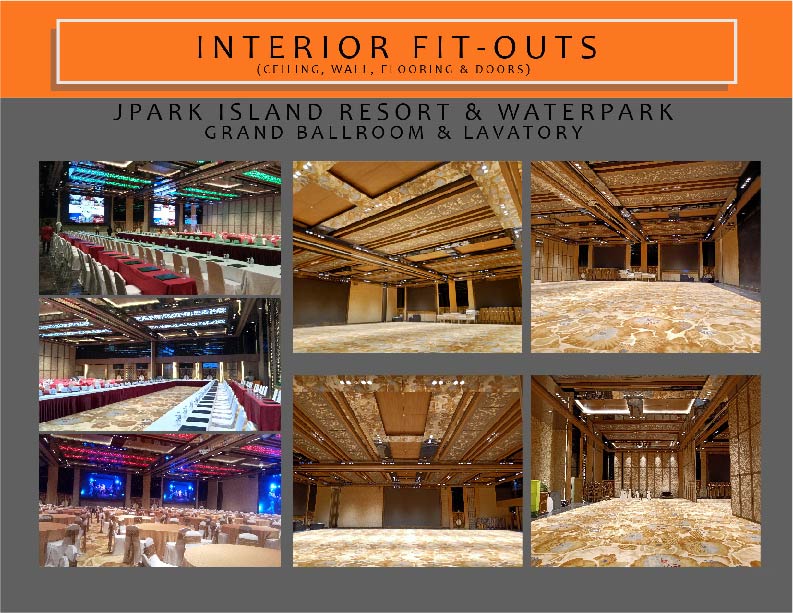 INTERIOR FIT-OUTS
(CEILING, WALL, FLOORING & DOORS)
JPARK ISLAND RESORT & WATERPARK
GRAND BALLROOM & LAVATORY